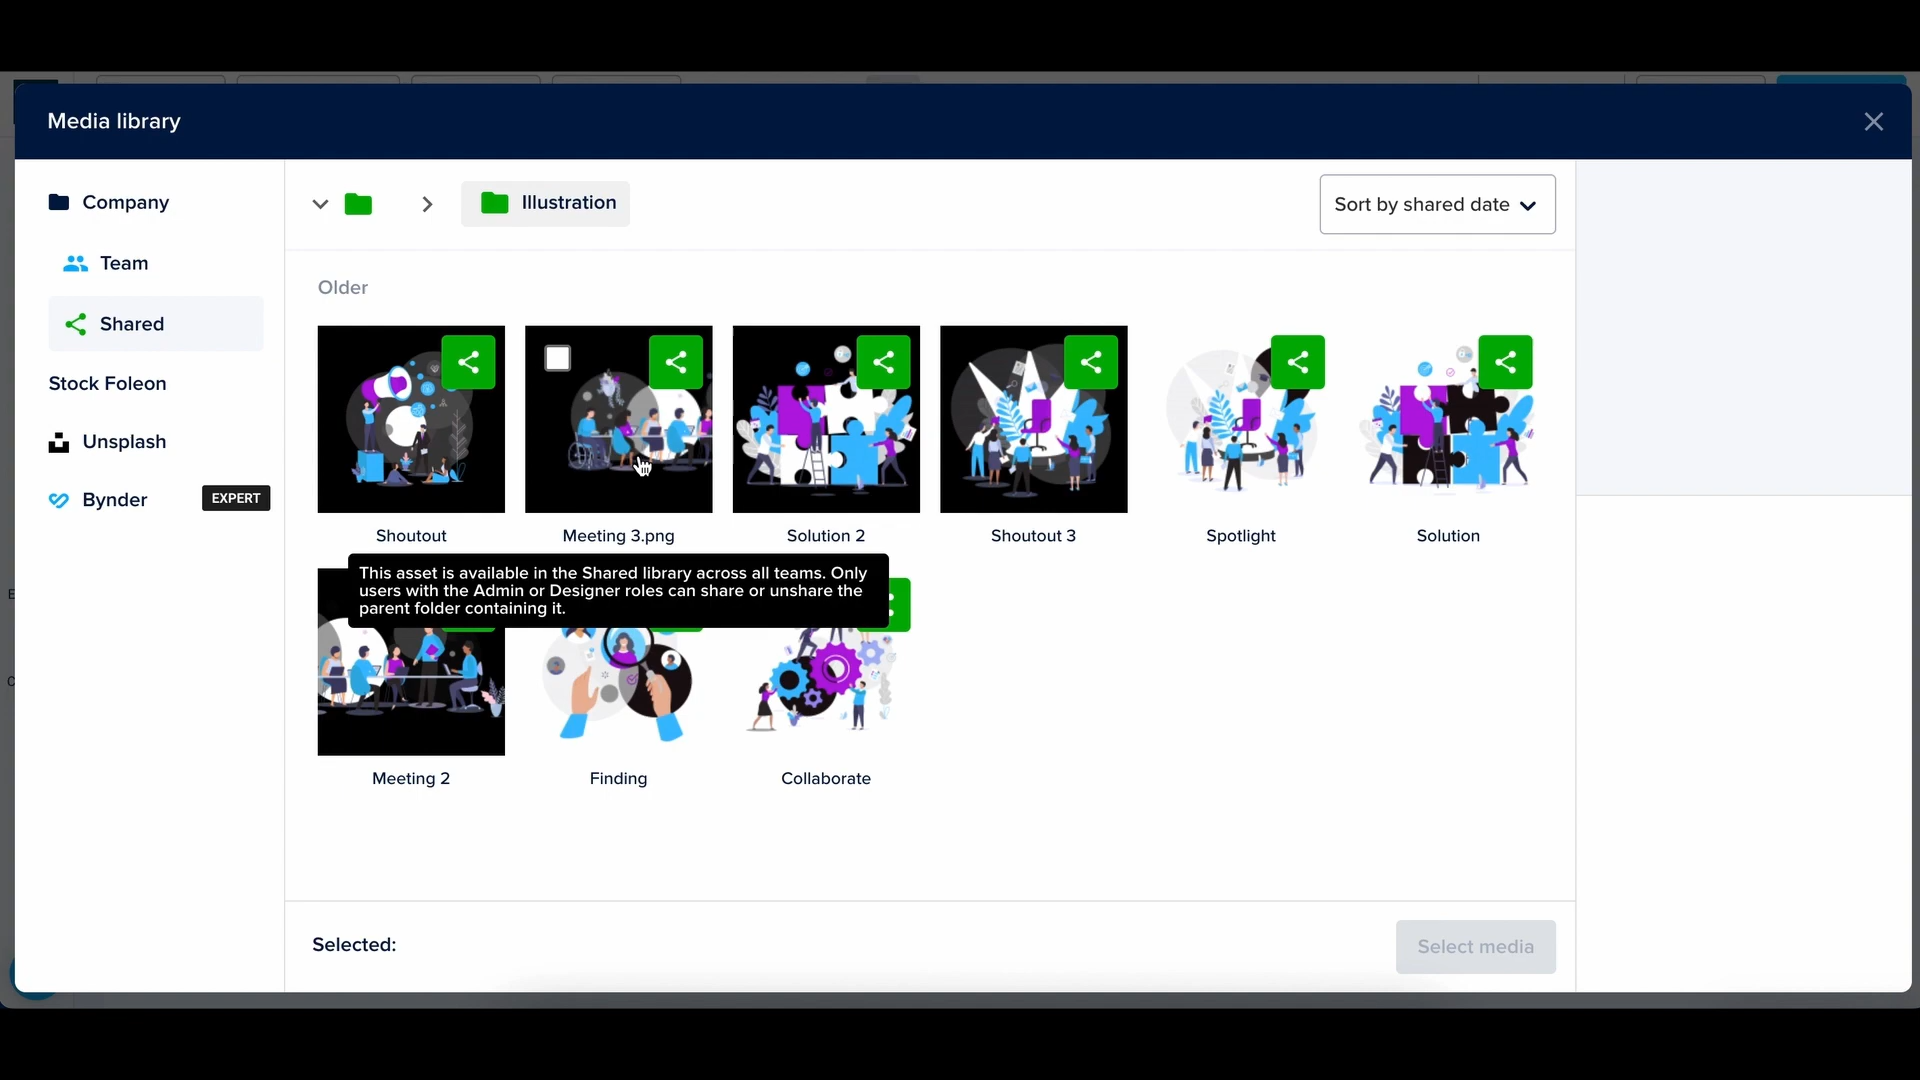 Media library
Company
Team
Shared
Stock Foleon
Unsplash
Bynder
EXPERT
Illustration
Sort by shared date
Older
Shoutout
Meeting 3.png
Solution 2
Shoutout 3
Spotlight
Solution
This asset is available in the Shared library across all teams. Only
users with the Admin or Designer roles can share or unshare the
parent folder containing it.
Meeting 2
Finding
Collaborate
Selected:
Select media